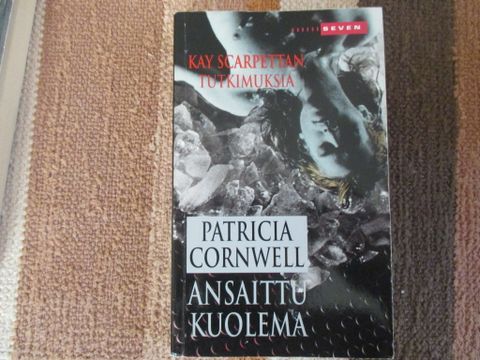 SEVEN
KAY SCARPETTAN
TUTKIMUKSIA
PATRICIA
CORNWELL
ANSAITTU
KUOLEMA